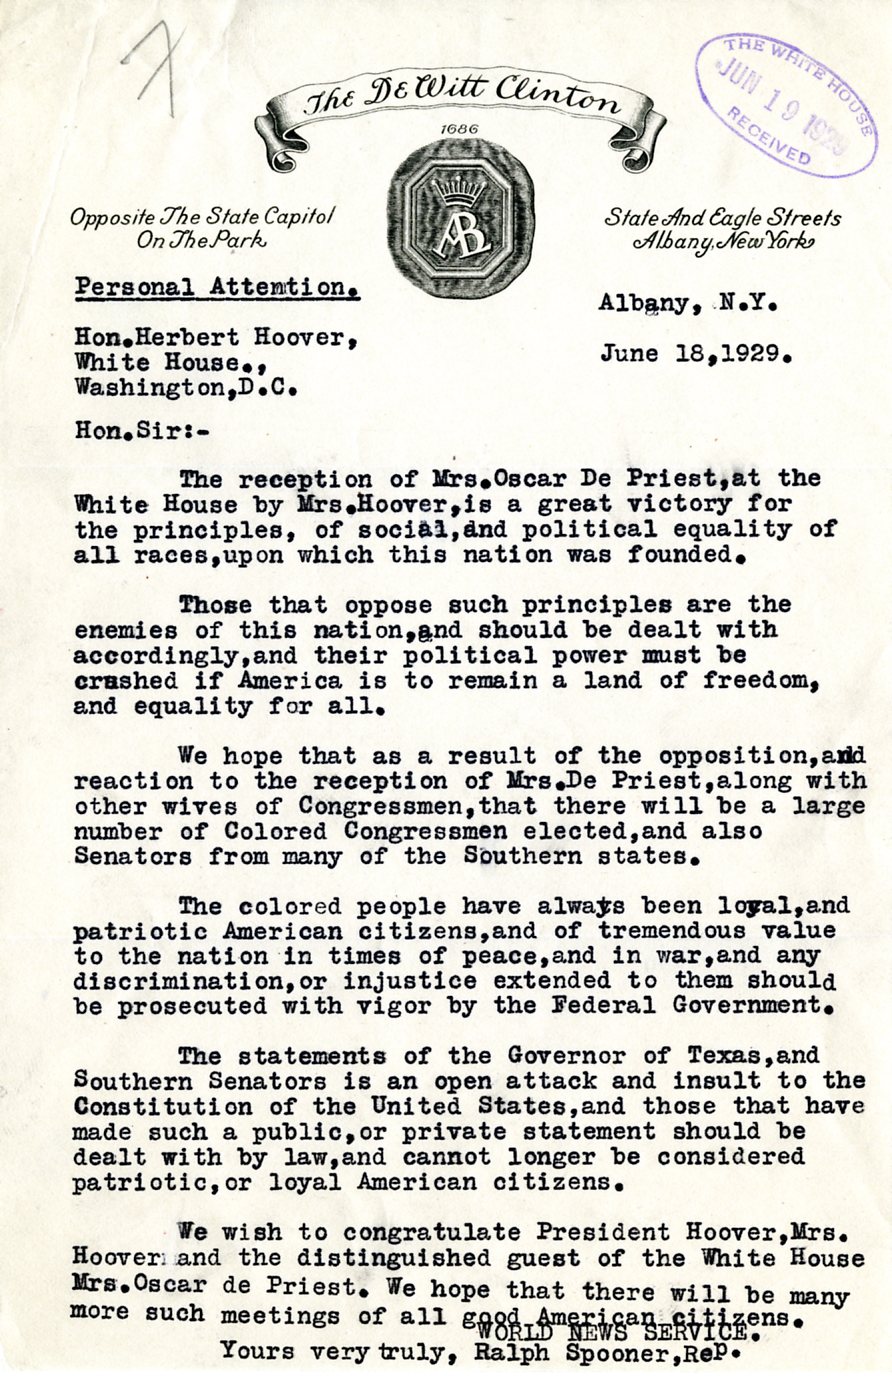 7
The DeWitt Clinton
THE WHITE HOUSE
JUN 19 1929
RECEIVED
1686
AB
Opposite The State Capitol
On The Park
State And Eagle Streets
Albany, New York
Personal Attention.
Albany, N.Y.
Hon.Herbert Hoover,
June 18,1929.
White House.,
Washington,D.C.
Hon.Sir:-
The reception of Mrs.Oscar De Priest,at the
White House by Mrs.Hoover,is a great victory for
the principles, of social,and political equality of
all races,upon which this nation was founded.
Those that oppose such principles are the
enemies of this nation,and should be dealt with
accordingly,and their political power must be
crushed if America is to remain a land of freedom,
and equality for all.
We hope that as a result of the opposition,and
reaction to the reception of Mrs.De Priest,along with
other wives of Congressmen,that there will be a large
number of Colored Congressmen elected,and also
Senators from many of the Southern states.
The colored people have always been loyal,and
patriotic American citizens,and of tremendous value
to the nation in times of peace,and in war,and any
discrimination,or injustice extended to them should
be prosecuted with vigor by the Federal Government.
The statements of the Governor of Texas,and
Southern Senators is an open attack and insult to the
Constitution of the United States,and those that have
made such a public,or private statement should be
dealt with by law,and cannot longer be considered
patriotic,or loyal American citizens.
We wish to congratulate President Hoover,Mrs.
Hoover and the distinguished guest of the White House
Mrs.Oscar de Priest. We hope that there will be many
more such meetings of all good American citizens.
WORLD NEWS SERVICE.
Yours very truly, Ralph Spooner,Rep.